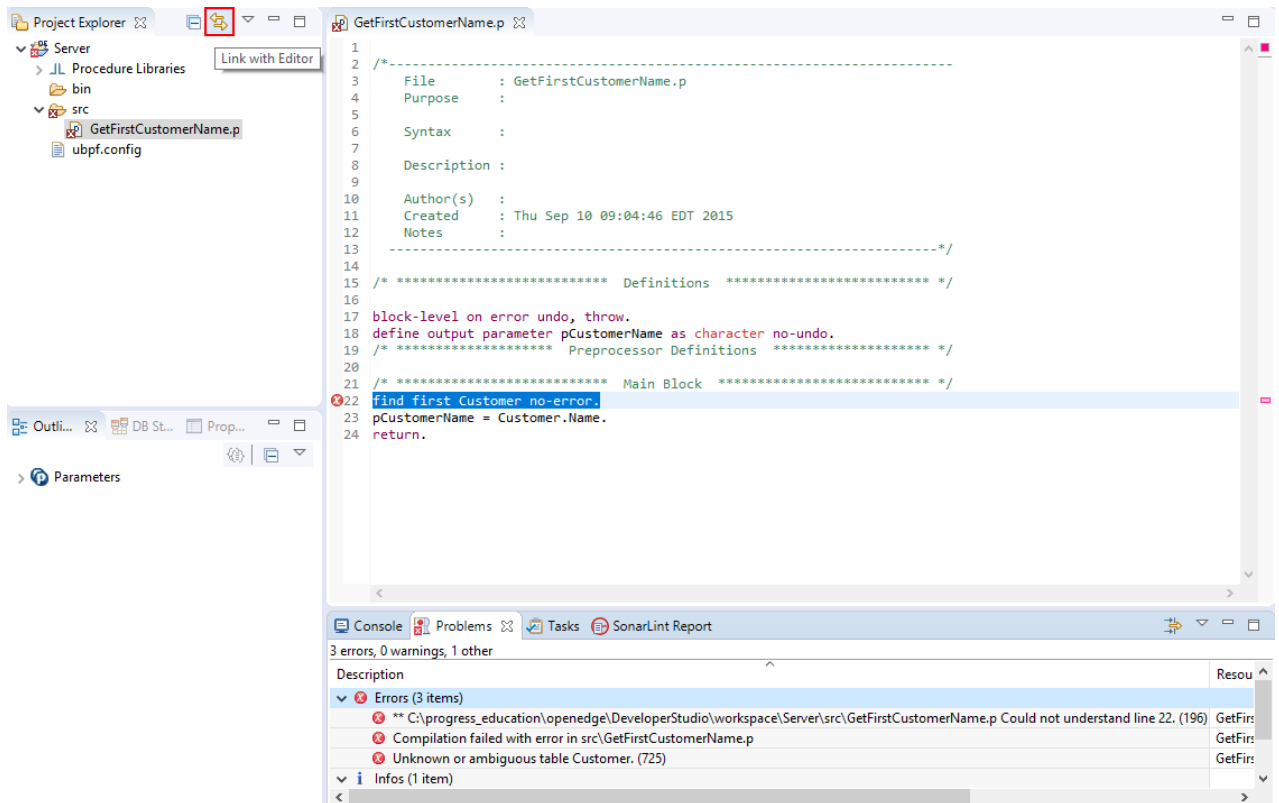 Project Explorer
Server
Link with Editor
Procedure Libraries
bin
src
GetFirstCustomerName.p
ubpf.config
Outli... DB St... Prop...
Parameters
GetFirstCustomerName.p
1
2 /*------------------------------------------------------------------------
3 File : GetFirstCustomerName.p
4 Purpose :
5
6 Syntax :
7
8 Description :
9
10 Author(s) :
11 Created : Thu Sep 10 09:04:46 EDT 2015
12 Notes :
13 ----------------------------------------------------------------------*/
14
15 /* *************************** Definitions ************************** */
16
17 block-level on error undo, throw.
18 define output parameter pCustomerName as character no-undo.
19 /* ******************** Preprocessor Definitions ******************** */
20
21 /* *************************** Main Block *************************** */
22 find first Customer no-error.
23 pCustomerName = Customer.Name.
24 return.
Console Problems Tasks SonarLint Report
3 errors, 0 warnings, 1 other
Description Resou
Errors (3 items)
** C:\progress_education\openedge\DeveloperStudio\workspace\Server\src\GetFirstCustomerName.p Could not understand line 22. (196) GetFirs
Compilation failed with error in src\GetFirstCustomerName.p GetFirs
Unknown or ambiguous table Customer. (725) GetFirs
Infos (1 item)